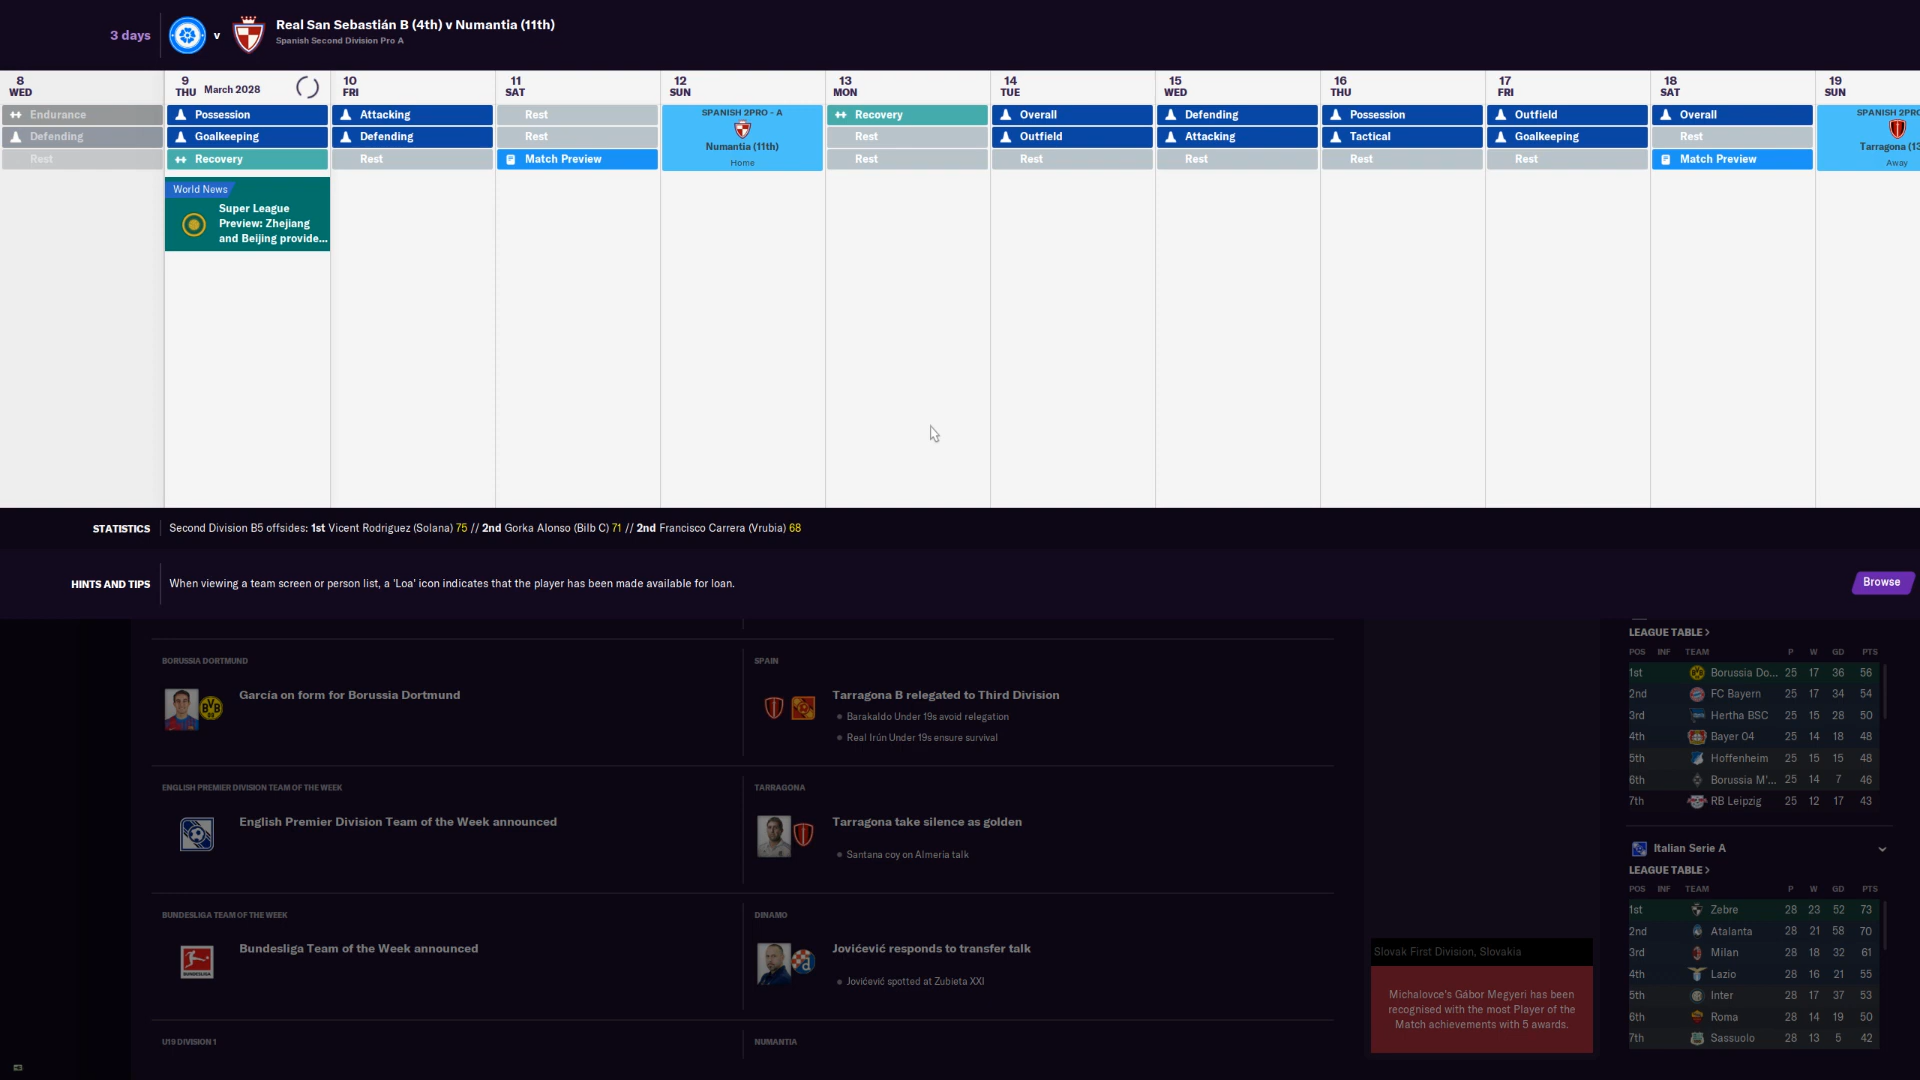 3 days
v
Real San Sebastián B (4th) v Numantia (11th)
Spanish Second Division Pro A
8
WED
Endurance
Defending
Rest
9
THU March 2028
Possession
Goalkeeping
Recovery
World News
Super League
Preview: Zhejiang
and Beijing provide...
10
FRI
Attacking
Defending
Rest
11
SAT
Rest
Rest
Match Preview
12
SUN
SPANISH 2PRO - A
Numantia (11th)
Home
13
MON
Recovery
Rest
Rest
14
TUE
Overall
Outfield
Rest
15
WED
Defending
Attacking
Rest
16
THU
Possession
Tactical
Rest
17
FRI
Outfield
Goalkeeping
Rest
18
SAT
Overall
Rest
Match Preview
19
SUN
SPANISH 2PRO
Tarragona (13
Away
STATISTICS
Second Division B5 offsides: 1st Vicent Rodriguez (Solana) 75 // 2nd Gorka Alonso (Bilb C) 71 // 2nd Francisco Carrera (Vrubia) 68
HINTS AND TIPS
When viewing a team screen or person list, a 'Loa' icon indicates that the player has been made available for loan.
Browse
BORUSSIA DORTMUND
García on form for Borussia Dortmund
SPAIN
Tarragona B relegated to Third Division
Barakaldo Under 19s avoid relegation
Real Irún Under 19s ensure survival
ENGLISH PREMIER DIVISION TEAM OF THE WEEK
English Premier Division Team of the Week announced
TARRAGONA
Tarragona take silence as golden
Santana coy on Almeria talk
BUNDESLIGA TEAM OF THE WEEK
Bundesliga Team of the Week announced
DINAMO
Jovićević responds to transfer talk
Jovićević spotted at Zubieta XXI
U19 DIVISION 1
NUMANTIA
Slovak First Division, Slovakia
Michalovce's Gábor Megyeri has been
recognised with the most Player of the
Match achievements with 5 awards.
LEAGUE TABLE >
POS INF TEAM P W GD PTS
1st Borussia Do... 25 17 36 56
2nd FC Bayern 25 17 34 54
3rd Hertha BSC 25 15 28 50
4th Bayer 04 25 14 18 48
5th Hoffenheim 25 15 15 48
6th Borussia M'... 25 14 7 46
7th RB Leipzig 25 12 17 43
Italian Serie A
LEAGUE TABLE >
POS INF TEAM P W GD PTS
1st Zebre 28 23 52 73
2nd Atalanta 28 21 58 70
3rd Milan 28 18 32 61
4th Lazio 28 16 21 55
5th Inter 28 17 37 53
6th Roma 28 14 19 50
7th Sassuolo 28 13 5 42